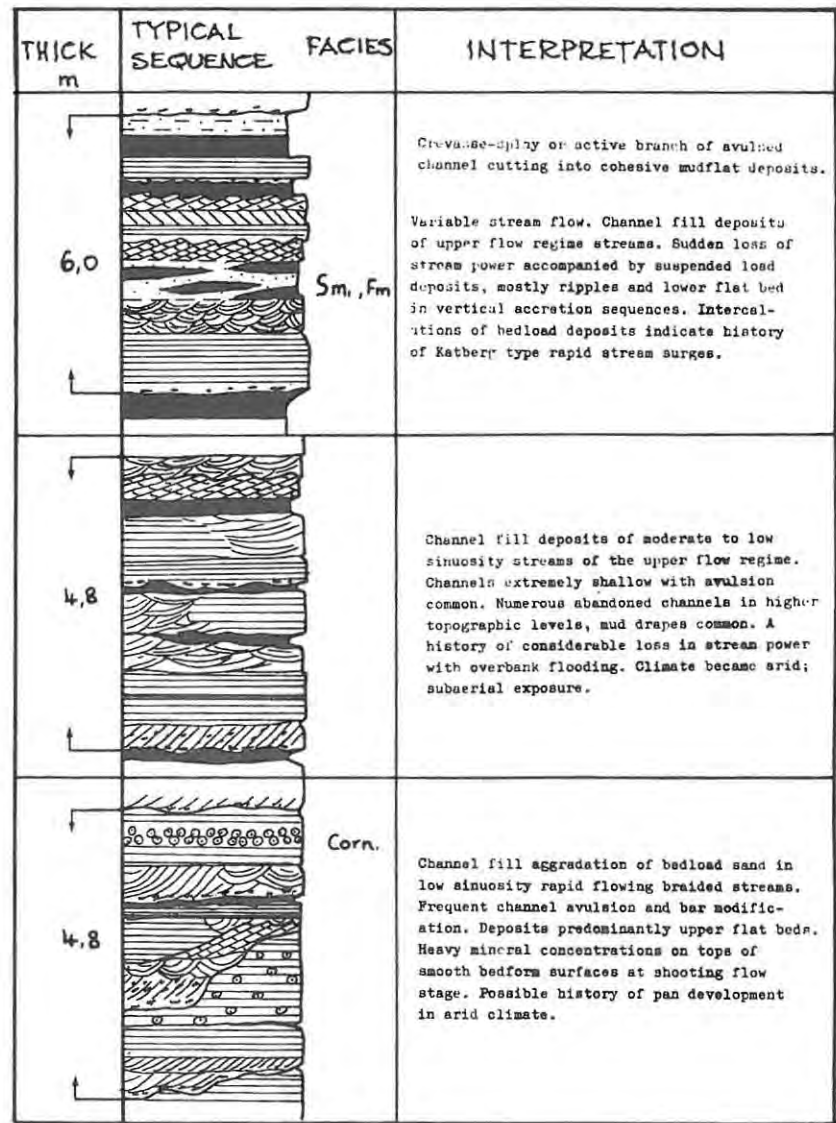 THICK
m
TYPICAL
SEQUENCE
FACIES
INTERPRETATION
6,0
Sm., Fm
Crevasse-splay or active branch of avulsed
channel cutting into cohesive mudflat deposits.
Variable stream flow. Channel fill deposits
of upper flow regime streams. Sudden loss of
stream power accompanied by suspended load
deposits, mostly ripples and lower flat bed
in vertical accretion sequences. Intercal-
ations of bedload deposits indicate history
of Katberg type rapid stream surges.
4,8
Channel fill deposits of moderate to low
sinuosity streams of the upper flow regime.
Channels extremely shallow with avulsion
common. Numerous abandoned channels in higher
topographic levels, mud drapes common. A
history of considerable loss in stream power
with overbank flooding. Climate became arid;
subaerial exposure.
4,8
Corn.
Channel fill aggradation of bedload sand in
low sinuosity rapid flowing braided streams.
Frequent channel avulsion and bar modific-
ation. Deposits predominantly upper flat beds.
Heavy mineral concentrations on tops of
smooth bedform surfaces at shooting flow
stage. Possible history of pan development
in arid climate.